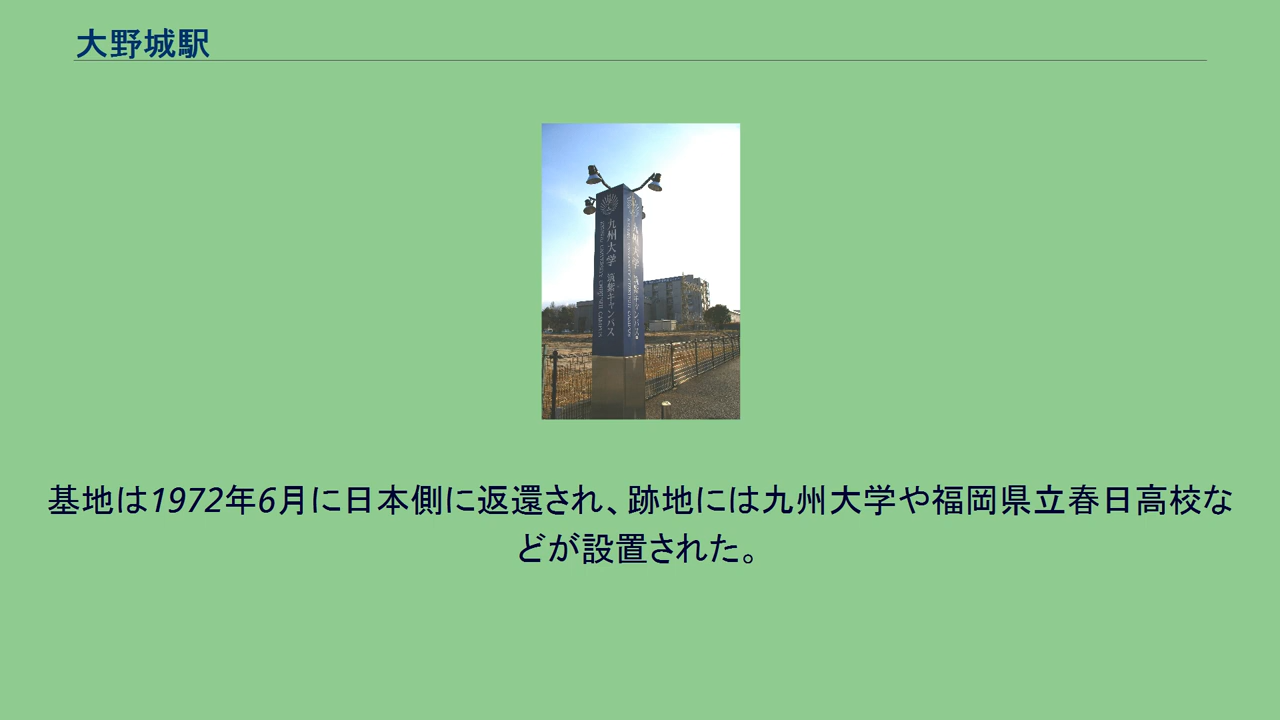 大野城駅
九州大学 筑紫キャンパス
基地は1972年6月に日本側に返還され、跡地には九州大学や福岡県立春日高校な
どが設置された。